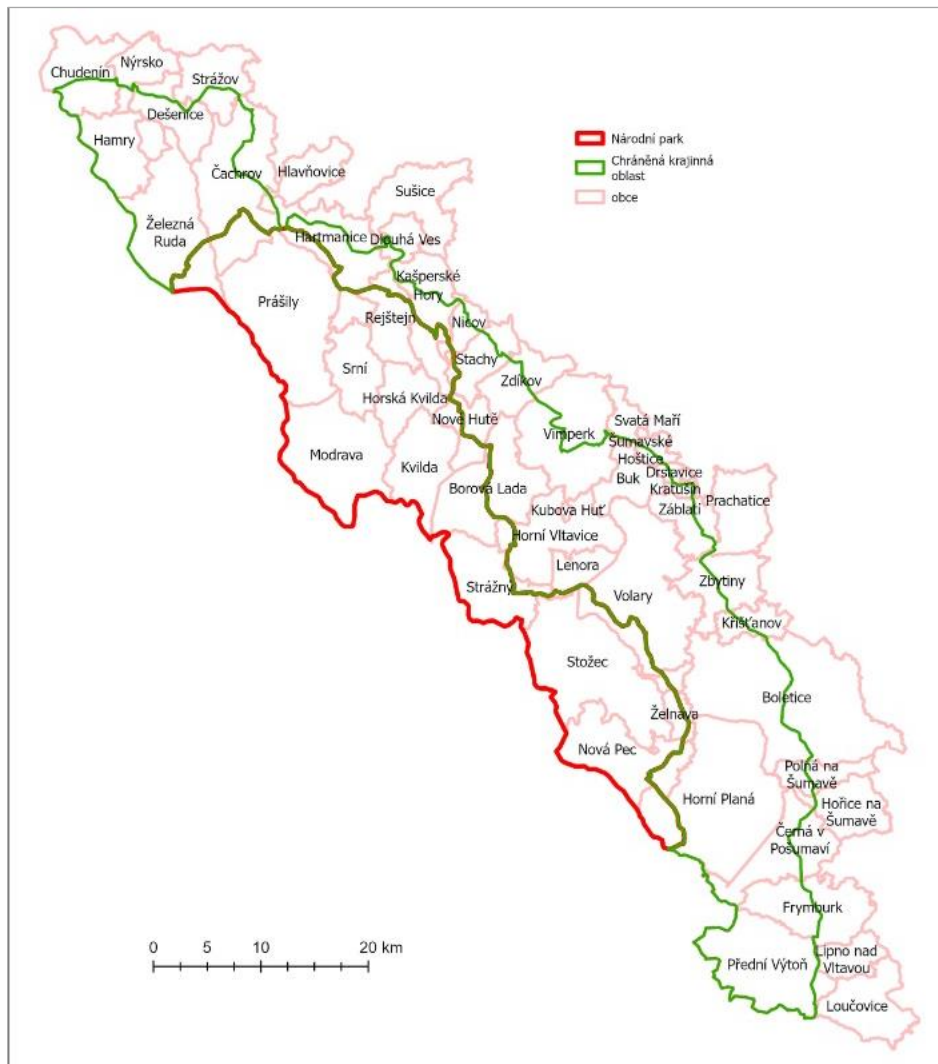 Nýrsko
Chudenín
Strážov
Dešenice
Hamry
Národní park
Chráněná krajinná
oblast
obce
Hlavňovice
Čachrov
Sušice
Železná
Ruda
Hartmanice
Dlouhá Ves
Kašperské
Hory
Prášily
Rejštejn
Nicov
Stachy
Srní
Zdíkov
Horská Kvilda
Nové Hutě
Svatá Maří
Vimperk
Šumavské
Hoštice
Modrava
Kvilda
Drslavice
Buk
Kratušín
Borová Lada
Záblatí
Prachatice
Kubova Huť
Horní Vltavice
Lenora
Zbytiny
Strážný
Volary
Křišťanov
Stožec
Boletice
Želnava
Nová Pec
Polná na
Šumavě
Horní Planá
Hořice na
Šumavě
Černá v
Pošumaví
Frymburk
0 5 10 20 km
Lipno nad
Vltavou
Přední Výtoň
Loučovice